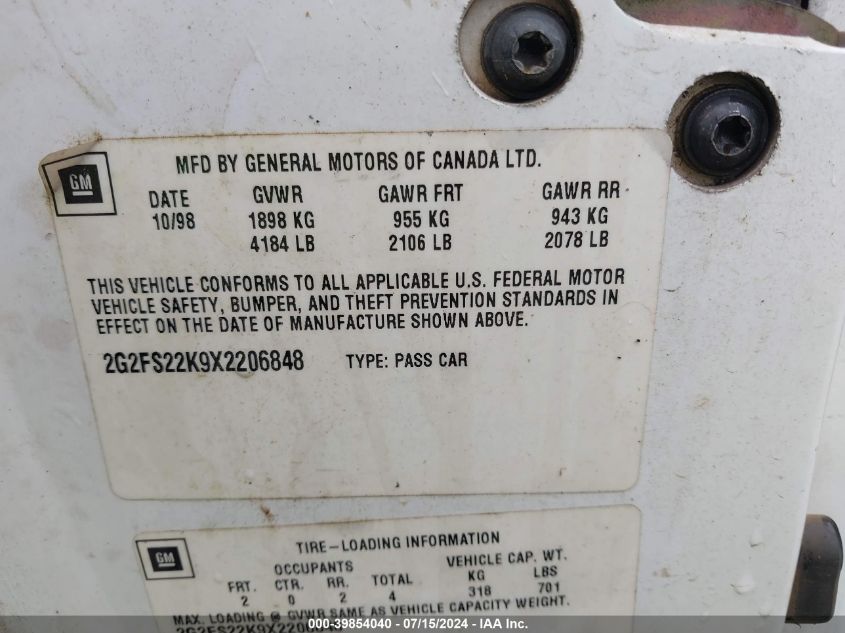 GM
MFD BY GENERAL MOTORS OF CANADA LTD.
DATE GVWR GAWR FRT GAWR RR
10/98 1898 KG 955 KG 943 KG
4184 LB 2106 LB 2078 LB
THIS VEHICLE CONFORMS TO ALL APPLICABLE U.S. FEDERAL MOTOR
VEHICLE SAFETY, BUMPER, AND THEFT PREVENTION STANDARDS IN
EFFECT ON THE DATE OF MANUFACTURE SHOWN ABOVE.
2G2FS22K9X2206848 TYPE: PASS CAR
GM
TIRE-LOADING INFORMATION
OCCUPANTS VEHICLE CAP. WT.
FRT. CTR. RR. TOTAL KG LBS
2 0 2 4 318 701
MAX. LOADING @ GVWR SAME AS VEHICLE CAPACITY WEIGHT.
2G2FS22K9X2206848
000-39854040 - 07/15/2024 - IAA Inc.